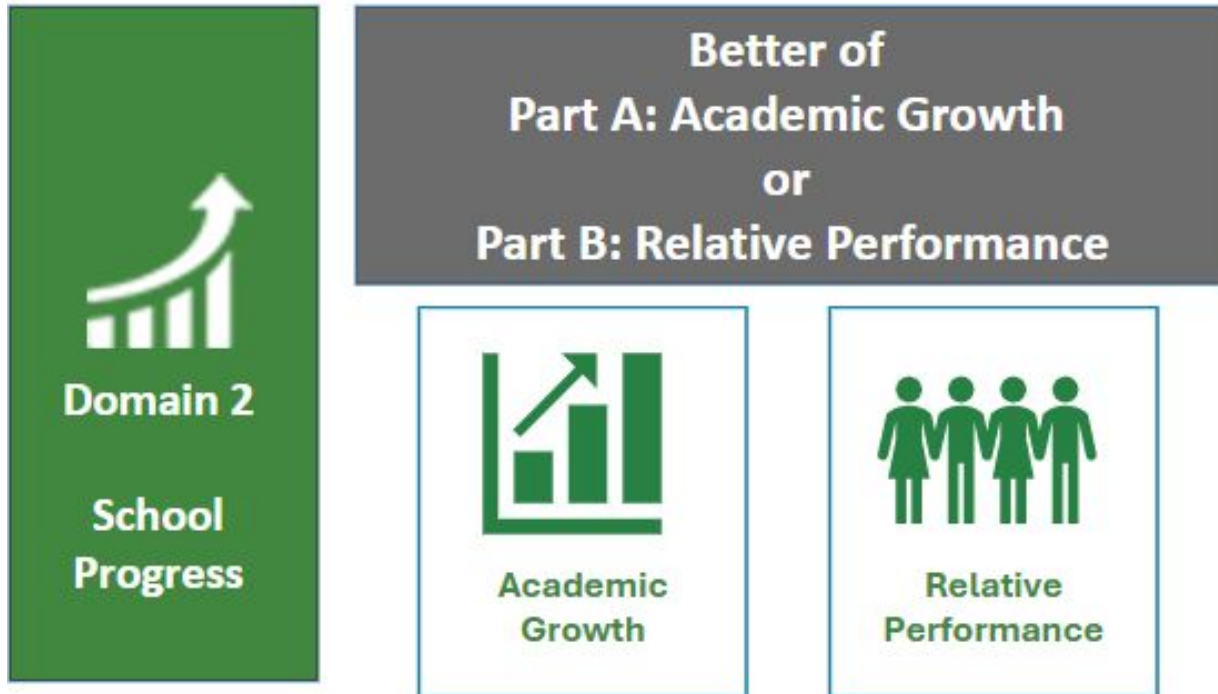 Domain 2
School
Progress
Better of
Part A: Academic Growth
or
Part B: Relative Performance
Academic
Growth
Relative
Performance